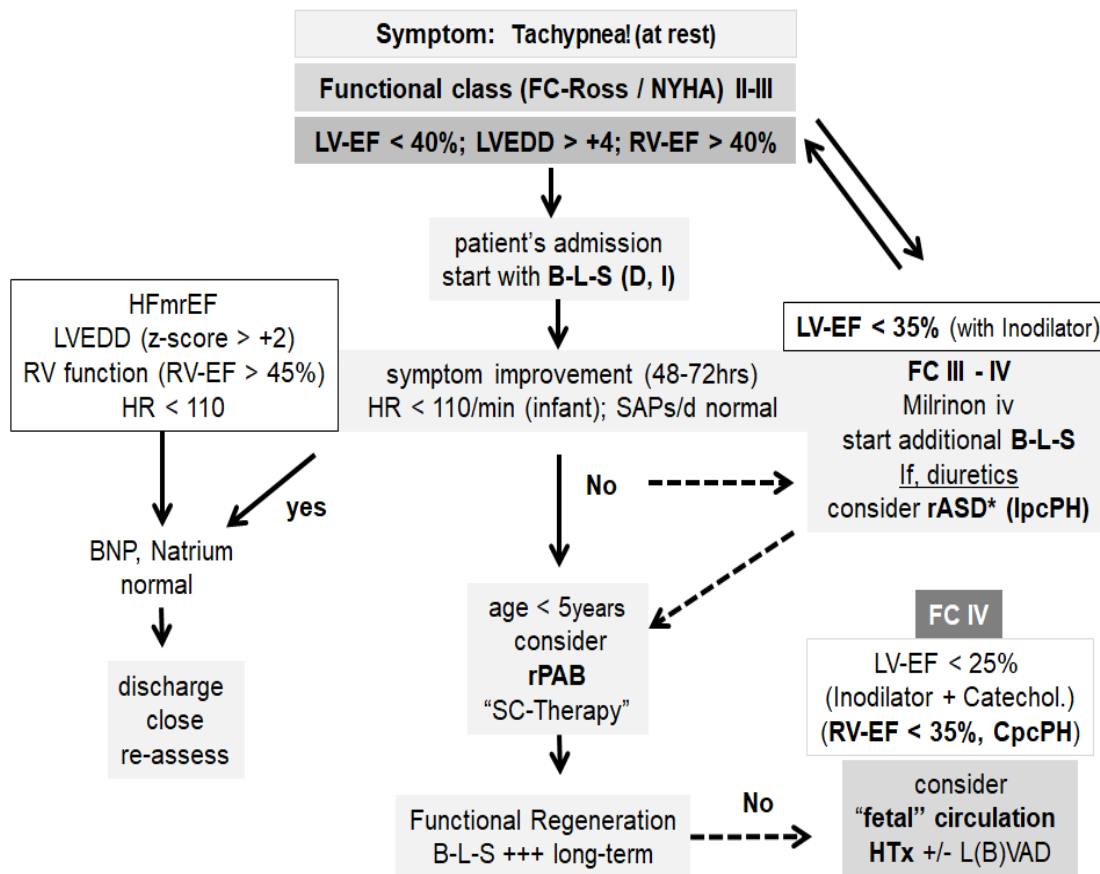 Symptom: Tachypnea! (at rest)
Functional class (FC-Ross / NYHA) II-III
LV-EF < 40%; LVEDD > +4; RV-EF > 40%
patient's admission
start with B-L-S (D, I)
HFmrEF
LVEDD (z-score > +2)
RV function (RV-EF > 45%)
HR < 110
symptom improvement (48-72hrs)
HR < 110/min (infant); SAPs/d normal
LV-EF < 35% (with Inodilator)
FC III - IV
Milrinon iv
start additional B-L-S
If, diuretics
consider rASD* (IpcPH)
yes
No
BNP, Natrium
normal
discharge
close
re-assess
age < 5years
consider
rPAB
“SC-Therapy”
FC IV
LV-EF < 25%
(Inodilator + Catechol.)
(RV-EF < 35%, CpcPH)
Functional Regeneration
B-L-S +++ long-term
No
consider
“fetal” circulation
HTx +/- L(B)VAD